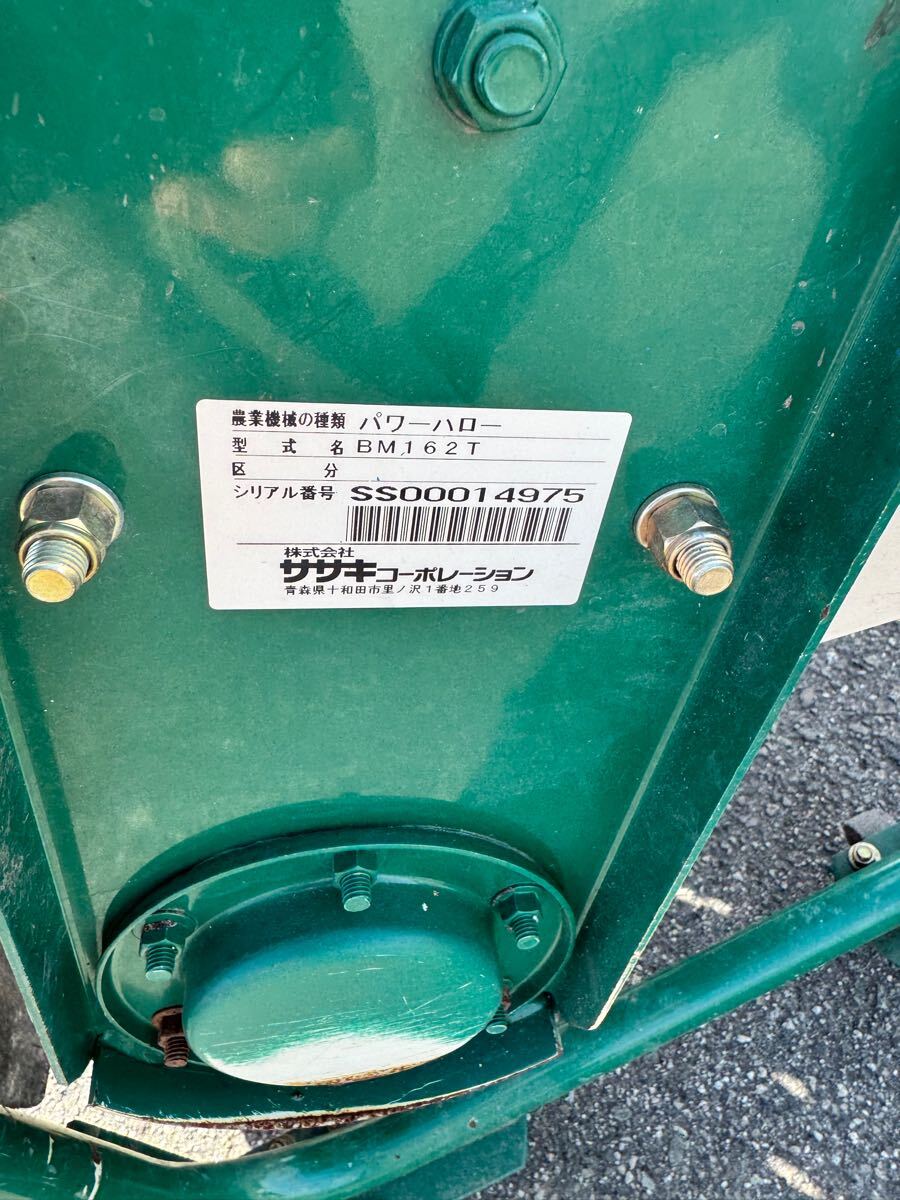 農業機械の種類 パワーハロー
型式名 BM162T
区分
シリアル番号 SS00014975
株式会社
ササキコーポレーション
青森県十和田市里ノ沢1番地259